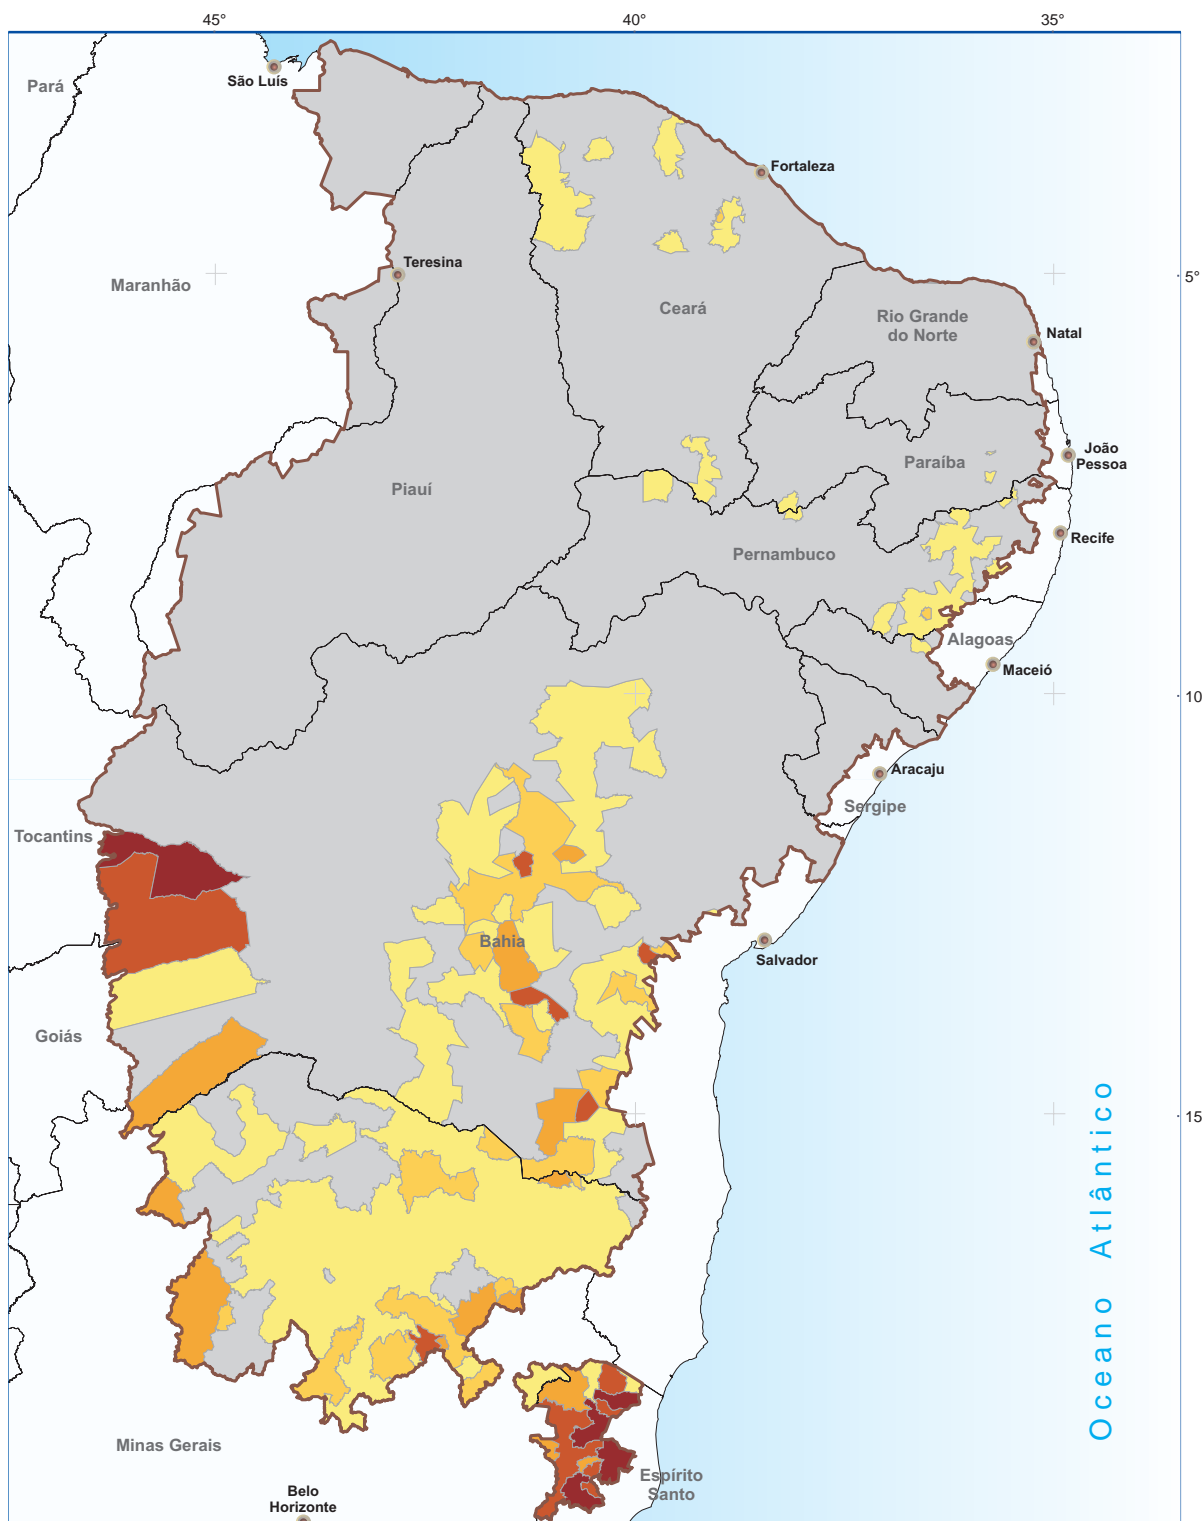 45°
40°
35°
São Luís
Pará
Fortaleza
Teresina
5°
Maranhão
Ceará
Rio Grande
do Norte
Natal
João
Pessoa
Paraíba
Piauí
Recife
Pernambuco
Alagoas
Maceió
10
Aracaju
Sergipe
Tocantins
Bahia
Salvador
Goiás
15
Oceano Atlântico
Minas Gerais
Espírito
Santo
Belo
Horizonte